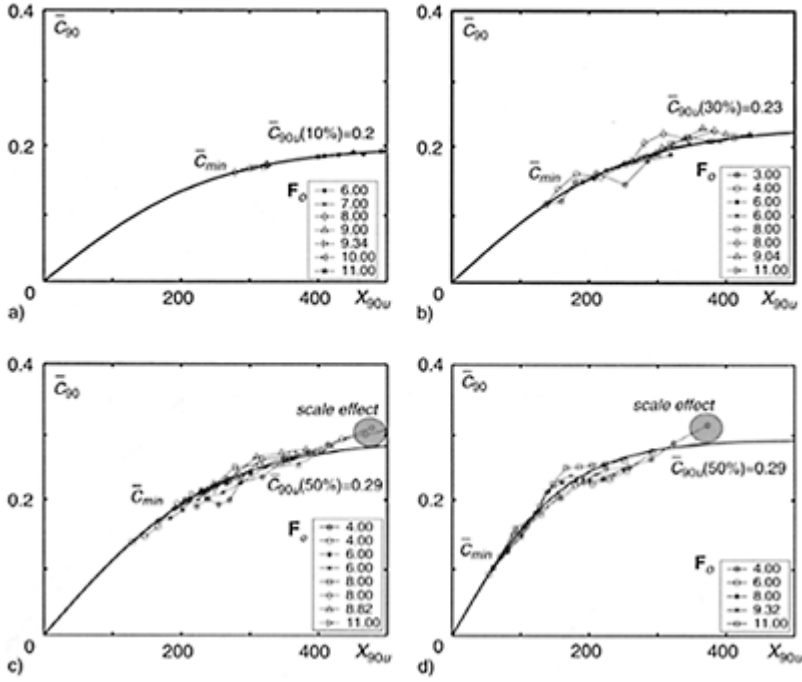 0.4
C̄90
0.2
C̄90u(10%)=0.2
C̄min
Fo
6.00
7.00
8.00
9.00
9.34
10.00
11.00
0
200
400
X90u
a)
0.4
C̄90
0.2
C̄90u(30%)=0.23
C̄min
Fo
3.00
4.00
6.00
6.00
8.00
8.00
9.04
11.00
0
200
400
X90u
b)
0.4
C̄90
scale effect
0.2
C̄90u(50%)=0.29
C̄min
Fo
4.00
4.00
6.00
6.00
8.00
8.00
8.82
11.00
0
200
400
X90u
c)
0.4
C̄90
scale effect
0.2
C̄90u(50%)=0.29
C̄min
Fo
4.00
6.00
8.00
9.32
11.00
0
200
400
X90u
d)